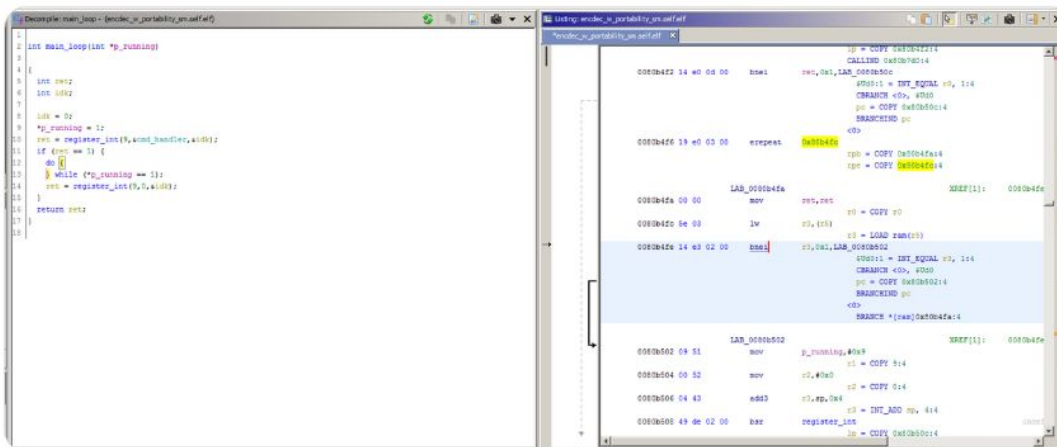 Decompile: main_loop - (encdec_w_portability_sm.self.elf)
1
2 int main_loop(int *p_running)
3
4 {
5 int ret;
6 int idk;
7
8 idk = 0;
9 *p_running = 1;
10 ret = register_int(9,&cmd_handler,&idk);
11 if (ret == 1) {
12 do {
13 } while (*p_running == 1);
14 ret = register_int(9,0,&idk);
15 }
16 return ret;
17 }
18
Listing: encdec_w_portability_sm.self.elf
*encdec_w_portability_sm.self.elf
lp = COPY 0x80b4f2:4
CALLIND 0x80b7d0:4
0080b4f2 14 e0 0d 00 bnei ret,0x1,LAB_0080b50c
$Ud0:1 = INT_EQUAL r0, 1:4
CBRANCH <0>, $Ud0
pc = COPY 0x80b50c:4
BRANCHIND pc
<0>
0080b4f6 19 e0 03 00 erepeat 0x80b4fc
rpb = COPY 0x80b4fa:4
rpe = COPY 0x80b4fc:4
LAB_0080b4fa XREF[1]: 0080b4fe
0080b4fa 00 00 mov ret,ret
r0 = COPY r0
0080b4fc 5e 03 lw r3,(r5)
r3 = LOAD ram(r5)
0080b4fe 14 e3 02 00 bnei r3,0x1,LAB_0080b502
$Ud0:1 = INT_EQUAL r3, 1:4
CBRANCH <0>, $Ud0
pc = COPY 0x80b502:4
BRANCHIND pc
<0>
BRANCH *[ram]0x80b4fa:4
LAB_0080b502 XREF[1]: 0080b4fe
0080b502 09 51 mov p_running,#0x9
r1 = COPY 9:4
0080b504 00 52 mov r2,#0x0
r2 = COPY 0:4
0080b506 04 43 add3 r3,sp,0x4
r3 = INT_ADD sp, 4:4
0080b508 49 de 02 00 bsr register_int
lp = COPY 0x80b50c:4